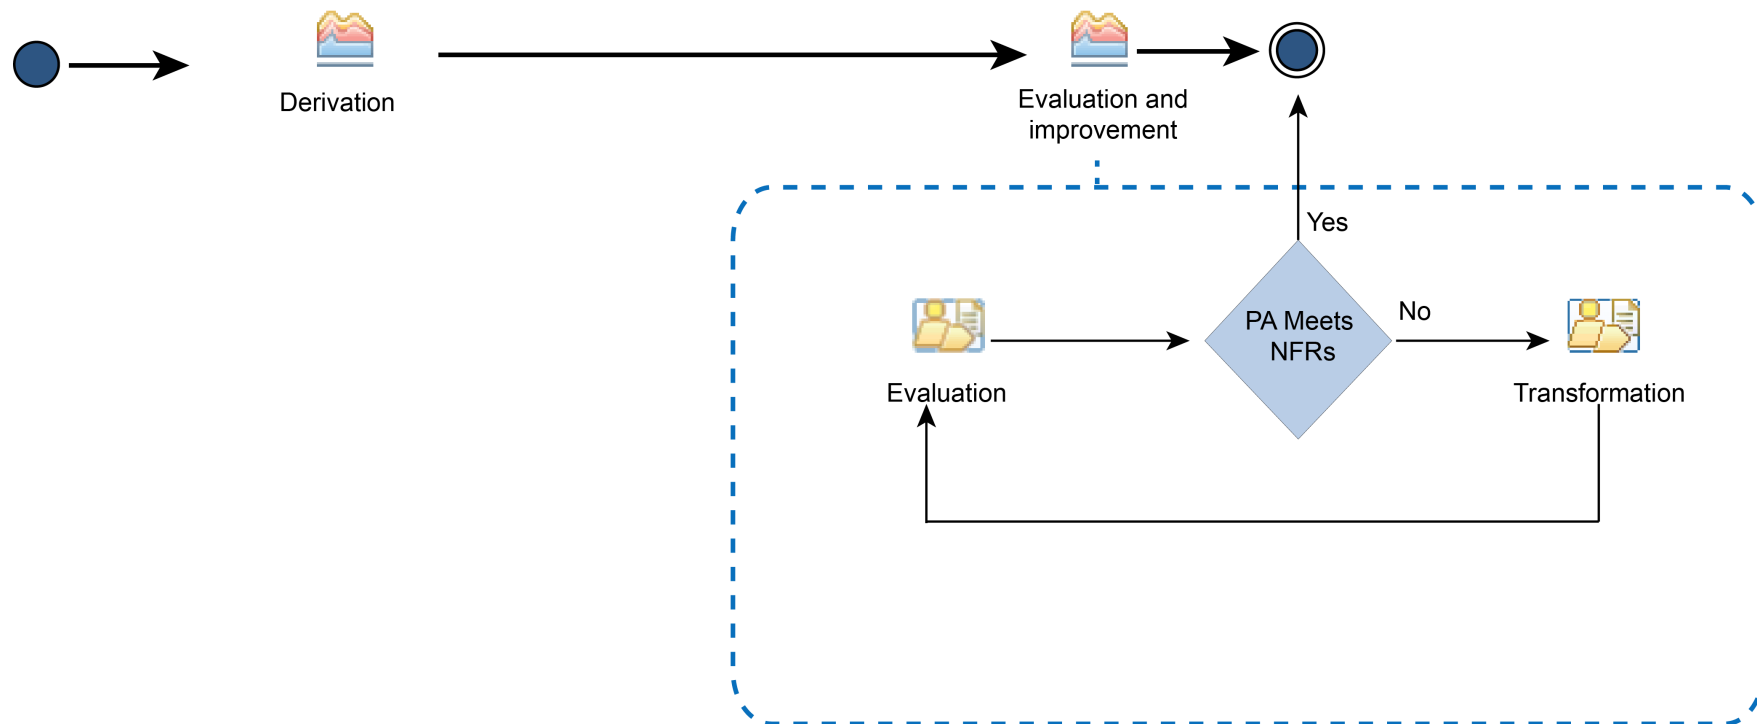 Derivation
Evaluation and
improvement
Yes
No
PA Meets
NFRs
Evaluation
Transformation